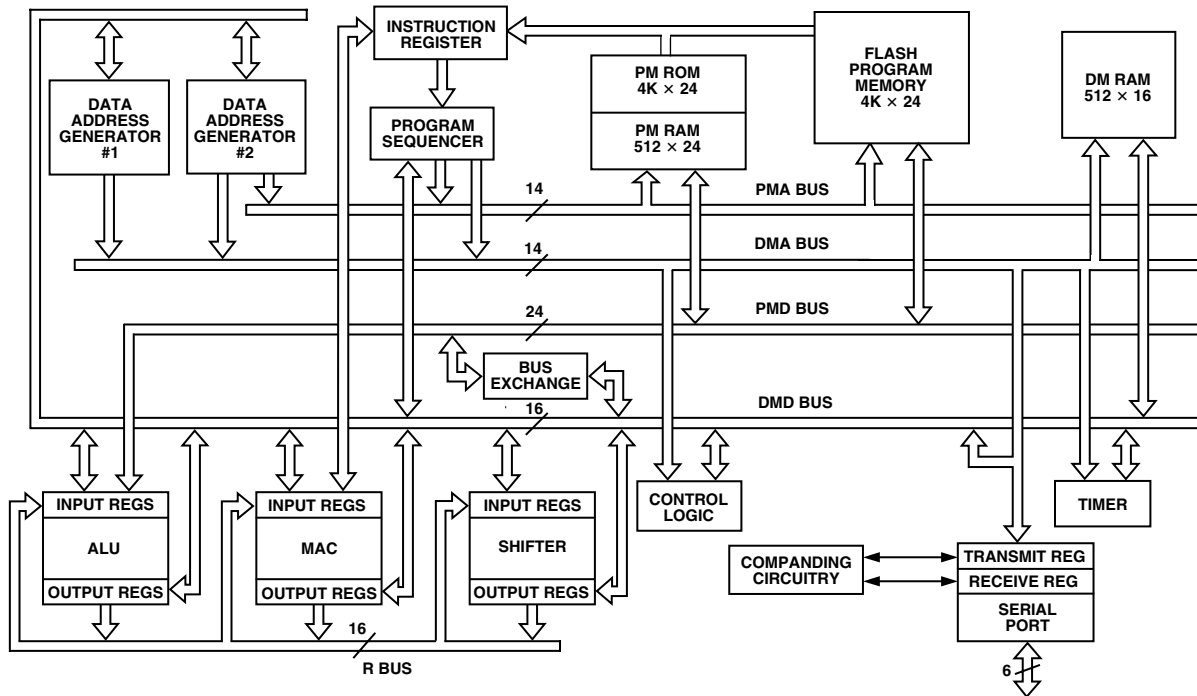 INSTRUCTION
REGISTER
FLASH
PROGRAM
MEMORY
4K × 24
PM ROM
4K × 24
DM RAM
512 × 16
DATA
ADDRESS
GENERATOR
#1
DATA
ADDRESS
GENERATOR
#2
PROGRAM
SEQUENCER
PM RAM
512 × 24
14
PMA BUS
14
DMA BUS
24
PMD BUS
BUS
EXCHANGE
16
DMD BUS
INPUT REGS
ALU
OUTPUT REGS
INPUT REGS
MAC
OUTPUT REGS
INPUT REGS
SHIFTER
OUTPUT REGS
CONTROL
LOGIC
TIMER
COMPANDING
CIRCUITRY
TRANSMIT REG
RECEIVE REG
SERIAL
PORT
16
R BUS
6